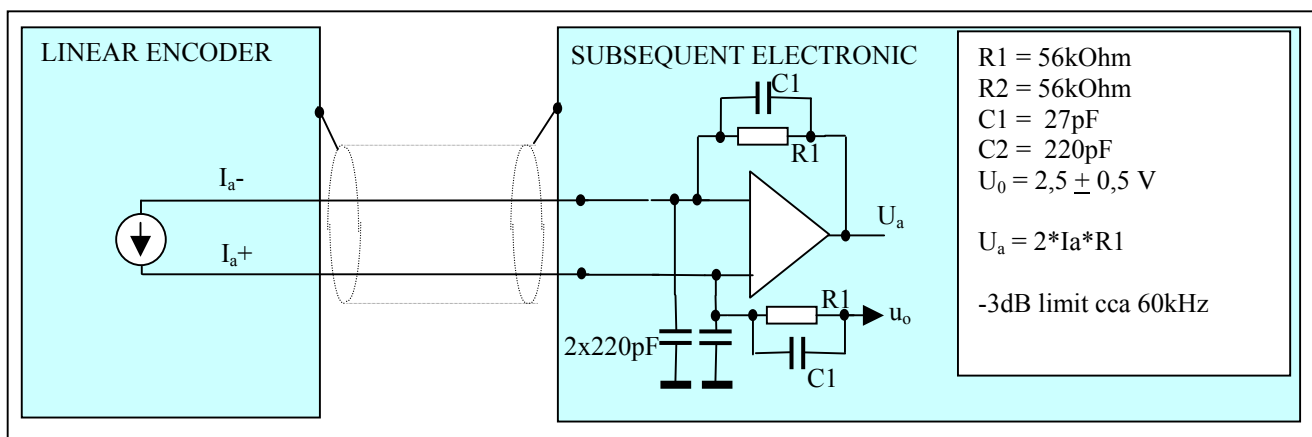 LINEAR ENCODER
SUBSEQUENT ELECTRONIC
C1
R1
Ia-
Ia+
Ua
R1
uo
2x220pF
C1
R1 = 56kOhm
R2 = 56kOhm
C1 = 27pF
C2 = 220pF
U0 = 2,5 ± 0,5 V
Ua = 2*Ia*R1
-3dB limit cca 60kHz